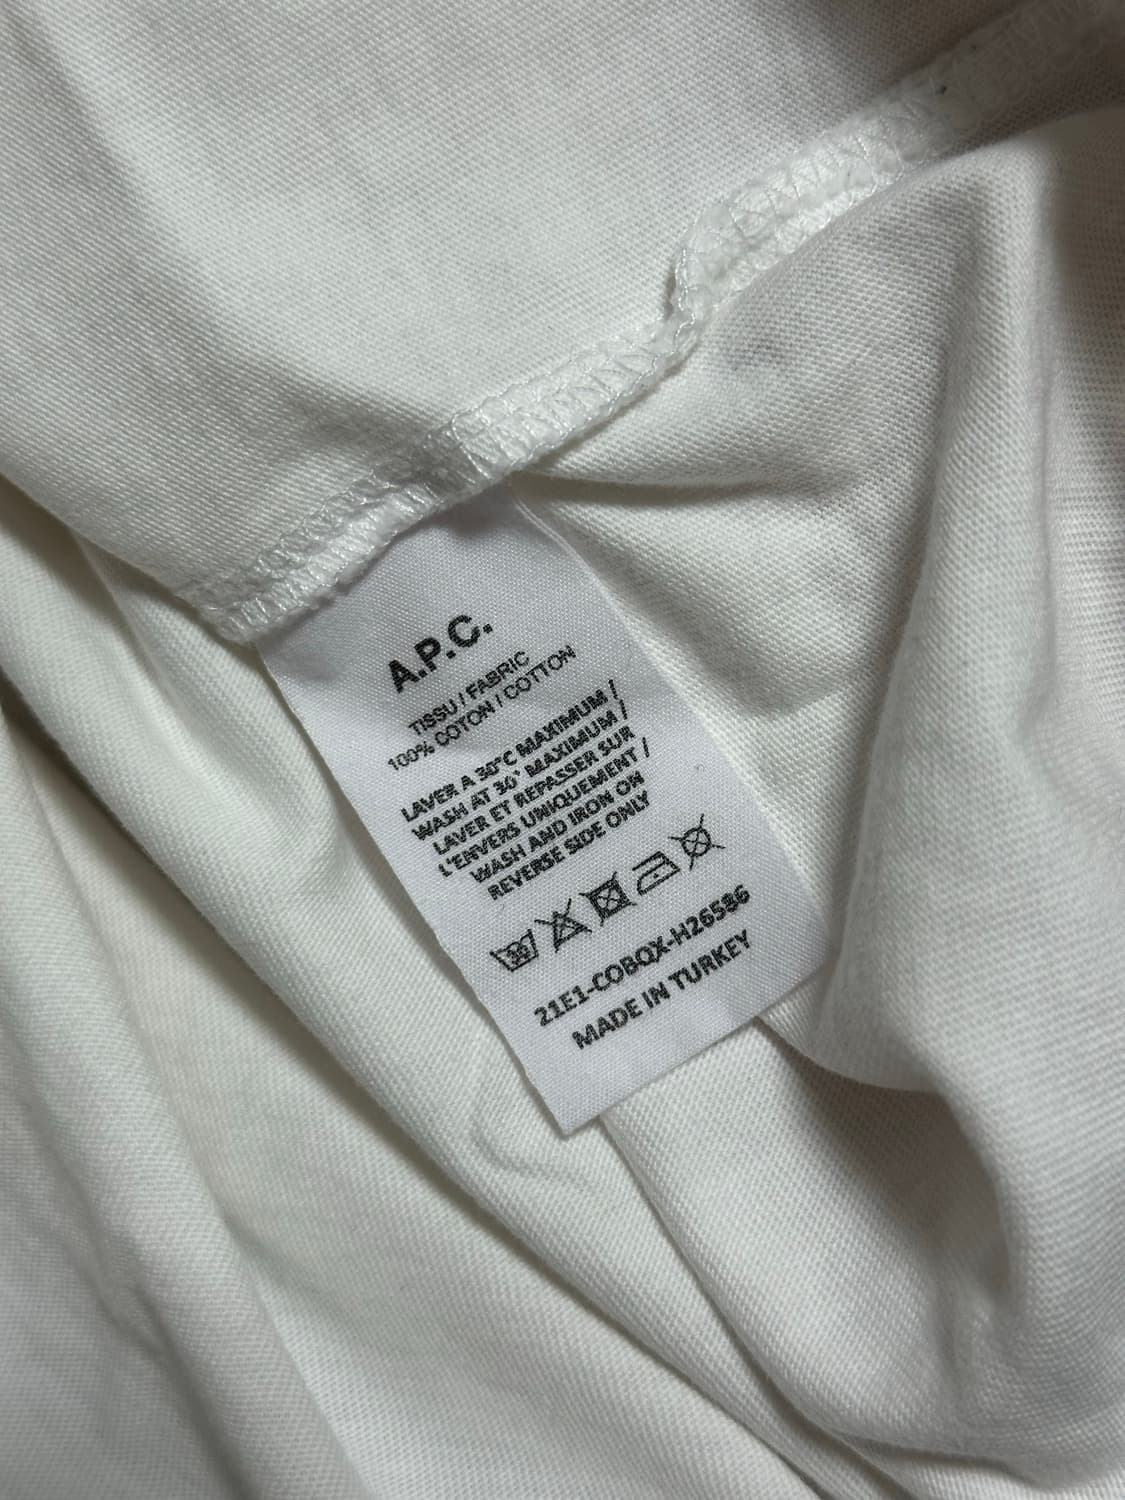 A.P.C.
TISSU / FABRIC
100% COTON / COTTON
LAVER A 30°C MAXIMUM /
WASH AT 30° MAXIMUM /
LAVER ET REPASSER SUR
L'ENVERS UNIQUEMENT /
WASH AND IRON ON
REVERSE SIDE ONLY
30
21E1-COBQX-H26586
MADE IN TURKEY